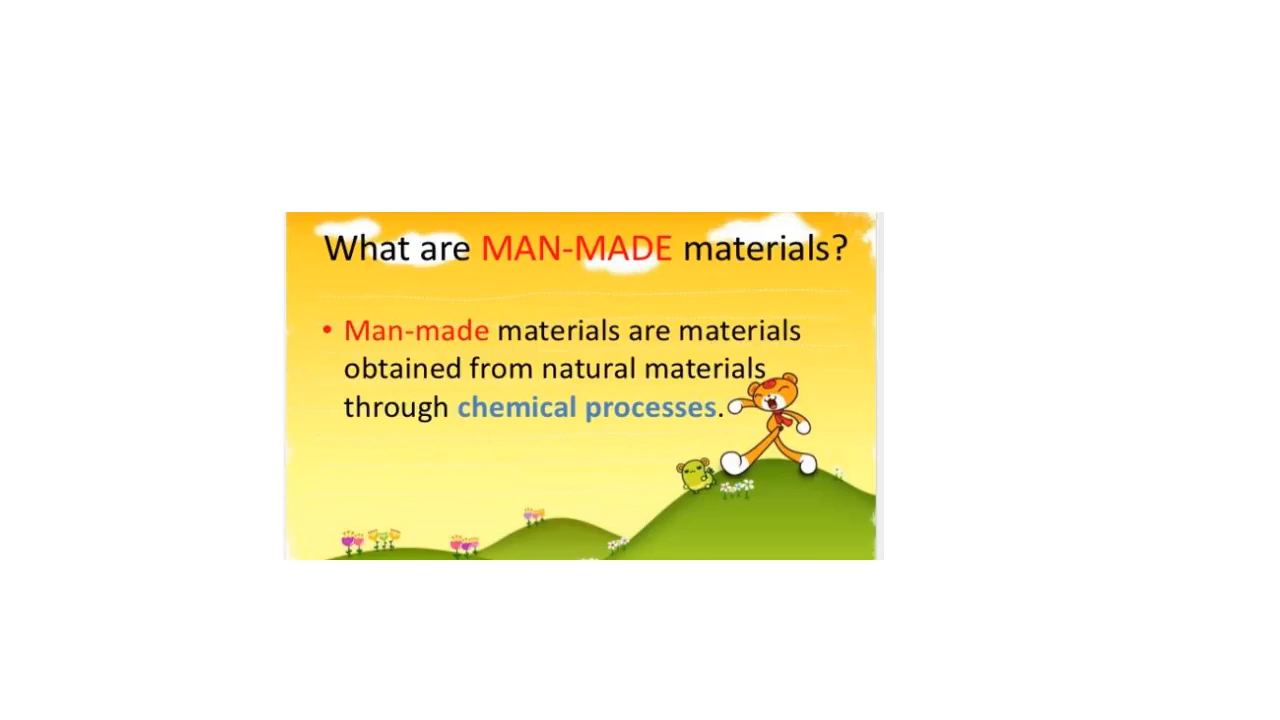 What are MAN-MADE materials?
• Man-made materials are materials
obtained from natural materials
through chemical processes.